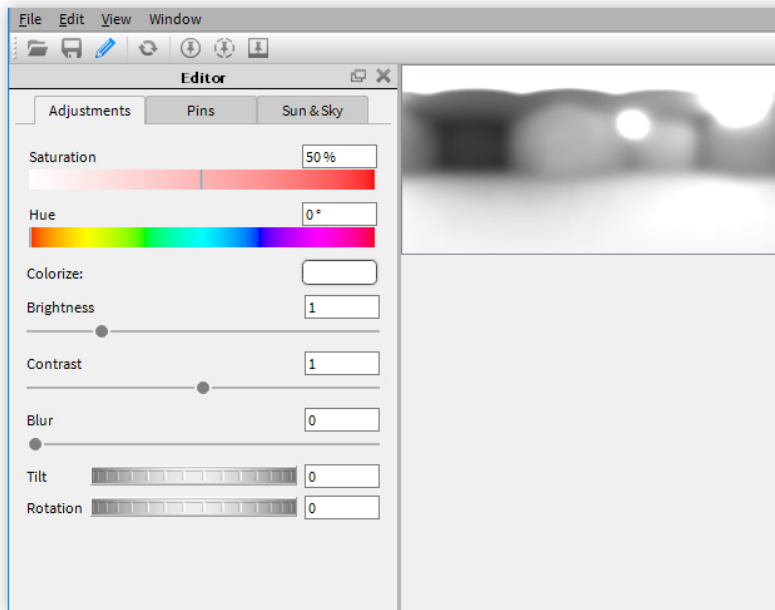 File Edit View Window
Editor
Adjustments Pins Sun & Sky
Saturation 50 %
Hue 0 °
Colorize:
Brightness 1
Contrast 1
Blur 0
Tilt 0
Rotation 0